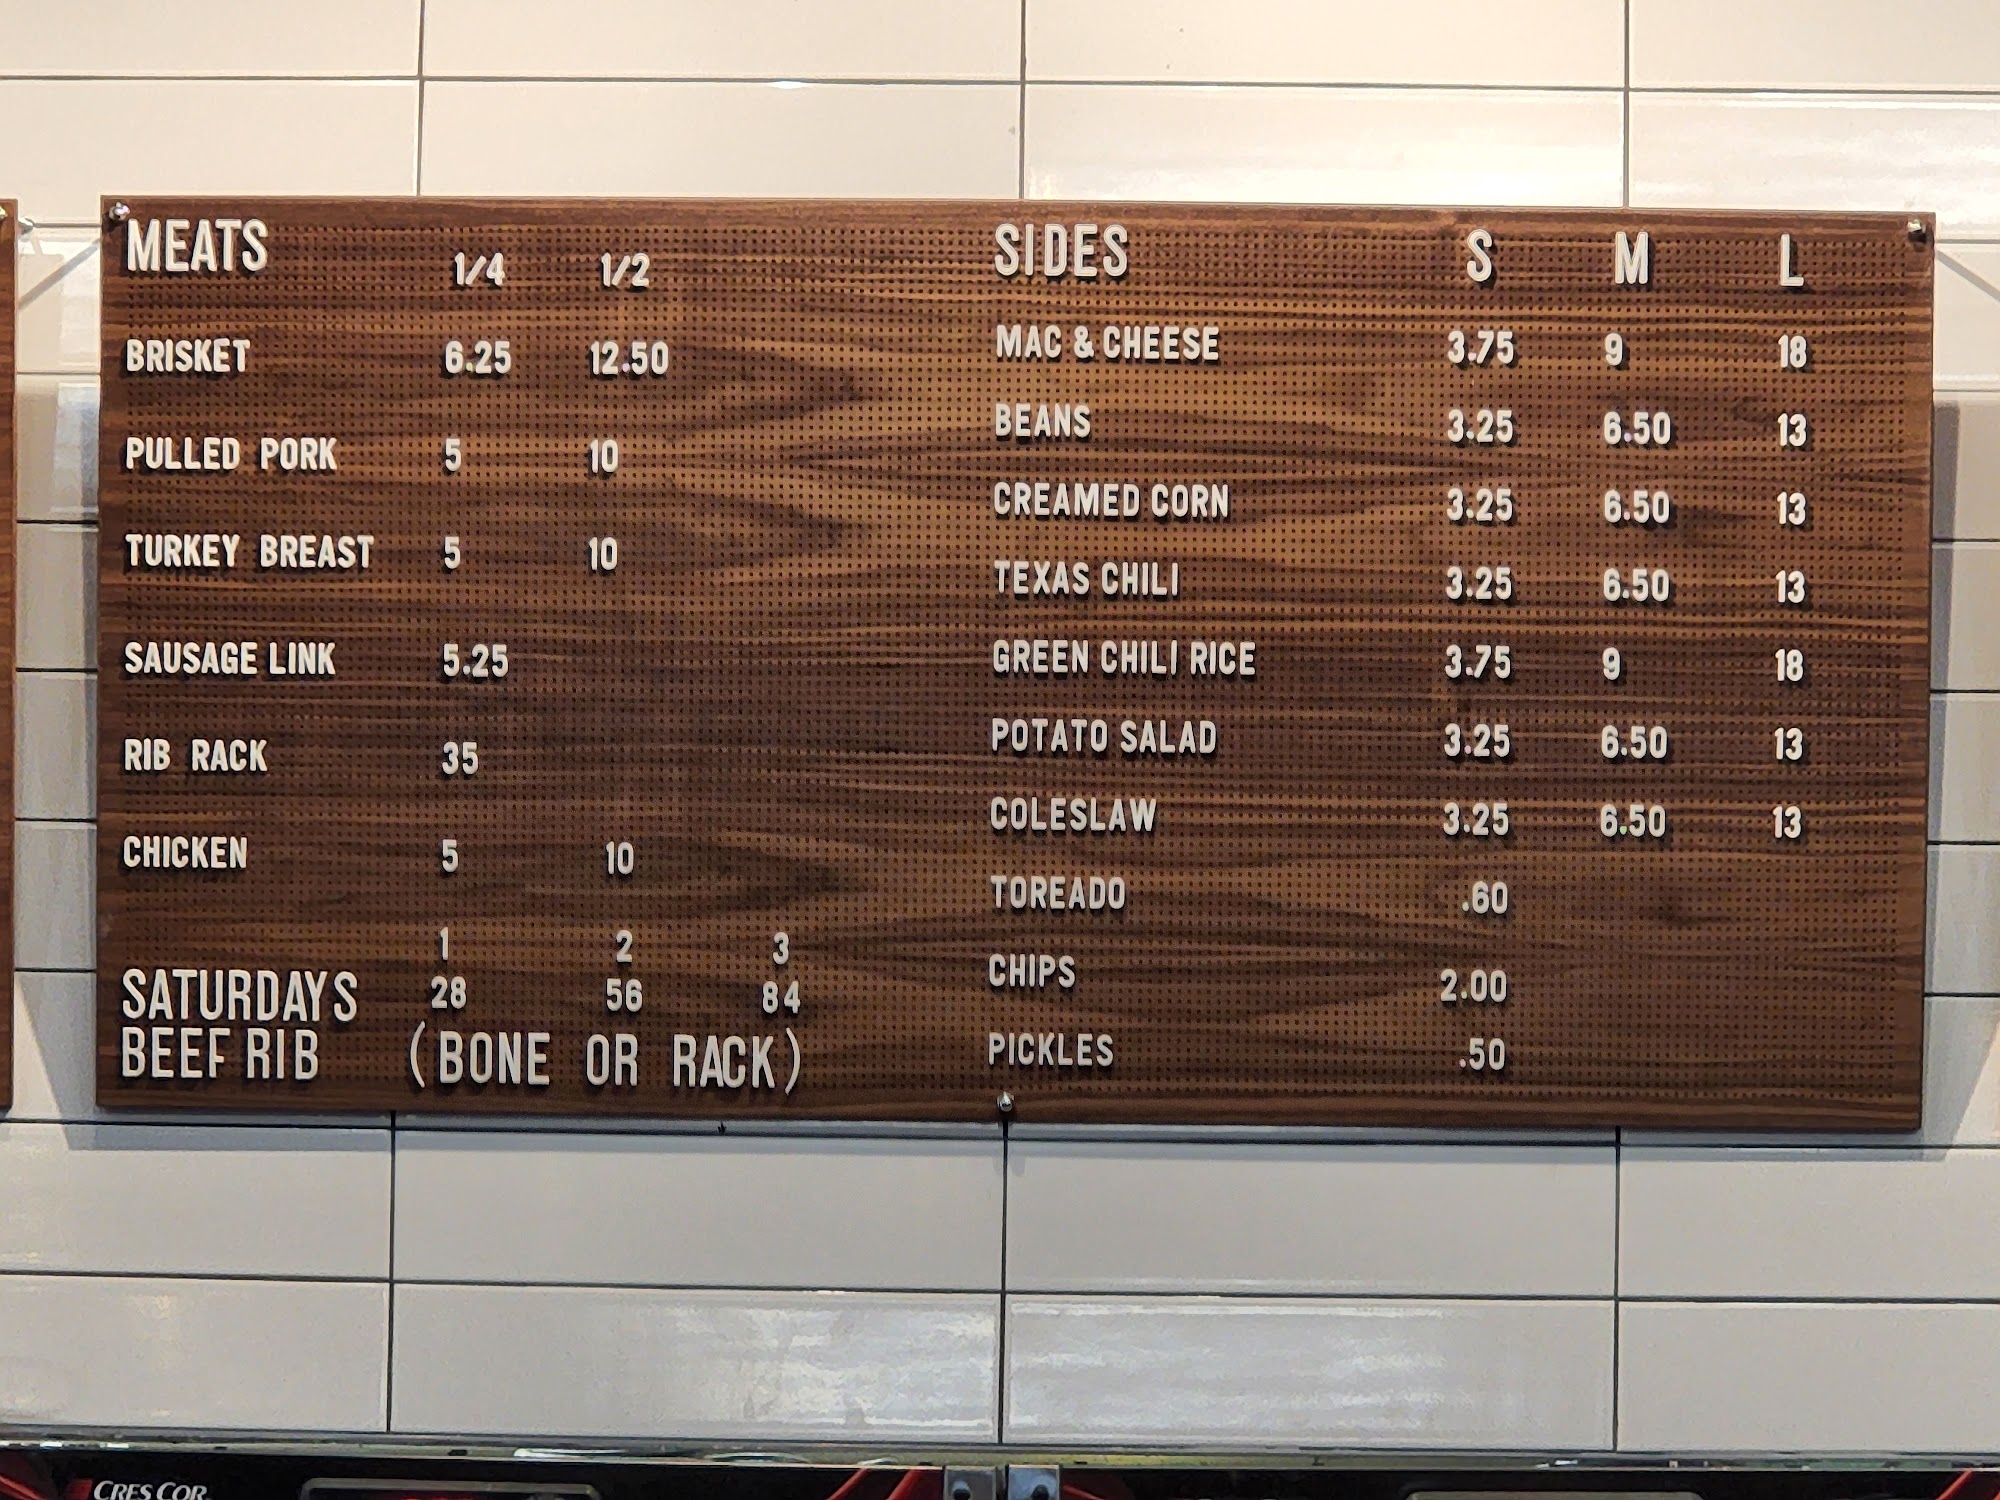 MEATS 1/4 1/2
BRISKET 6.25 12.50
PULLED PORK 5 10
TURKEY BREAST 5 10
SAUSAGE LINK 5.25
RIB RACK 35
CHICKEN 5 10
1 2 3
SATURDAYS 28 56 84
BEEF RIB (BONE OR RACK)
SIDES S M L
MAC & CHEESE 3.75 9 18
BEANS 3.25 6.50 13
CREAMED CORN 3.25 6.50 13
TEXAS CHILI 3.25 6.50 13
GREEN CHILI RICE 3.75 9 18
POTATO SALAD 3.25 6.50 13
COLESLAW 3.25 6.50 13
TOREADO .60
CHIPS 2.00
PICKLES .50
CRES COR